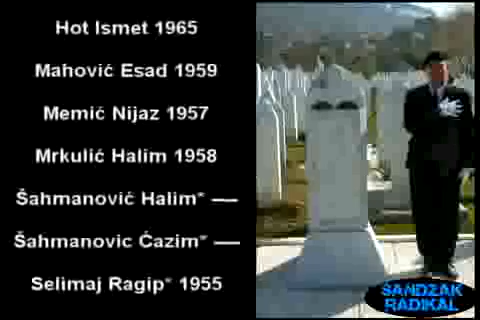 Hot Ismet 1965
Mahović Esad 1959
Memić Nijaz 1957
Mrkulić Halim 1958
Šahmanović Halim* —
Šahmanovic Ćazim* —
Selimaj Ragip* 1955
SANDZAK
RADIKAL